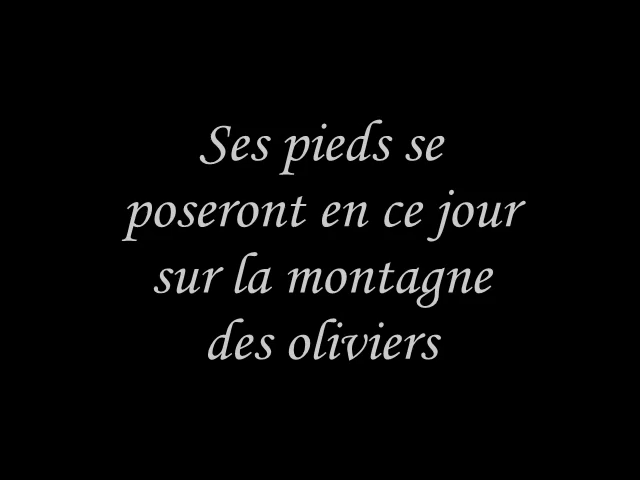 Ses pieds se
poseront en ce jour
sur la montagne
des oliviers